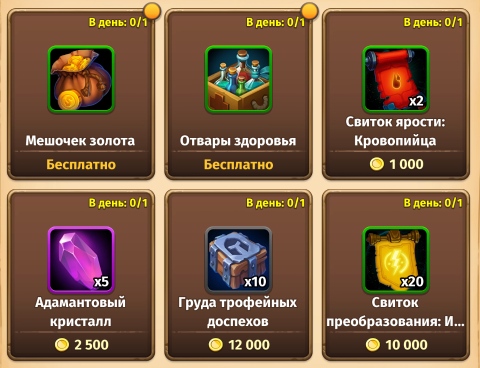 В день: 0/1
Мешочек золота
Бесплатно
В день: 0/1
Отвары здоровья
Бесплатно
В день: 0/1
x2
Свиток ярости:
Кровопийца
1 000
В день: 0/1
x5
Адамантовый
кристалл
2 500
В день: 0/1
x10
Груда трофейных
доспехов
12 000
В день: 0/1
x20
Свиток
преобразования: И...
10 000